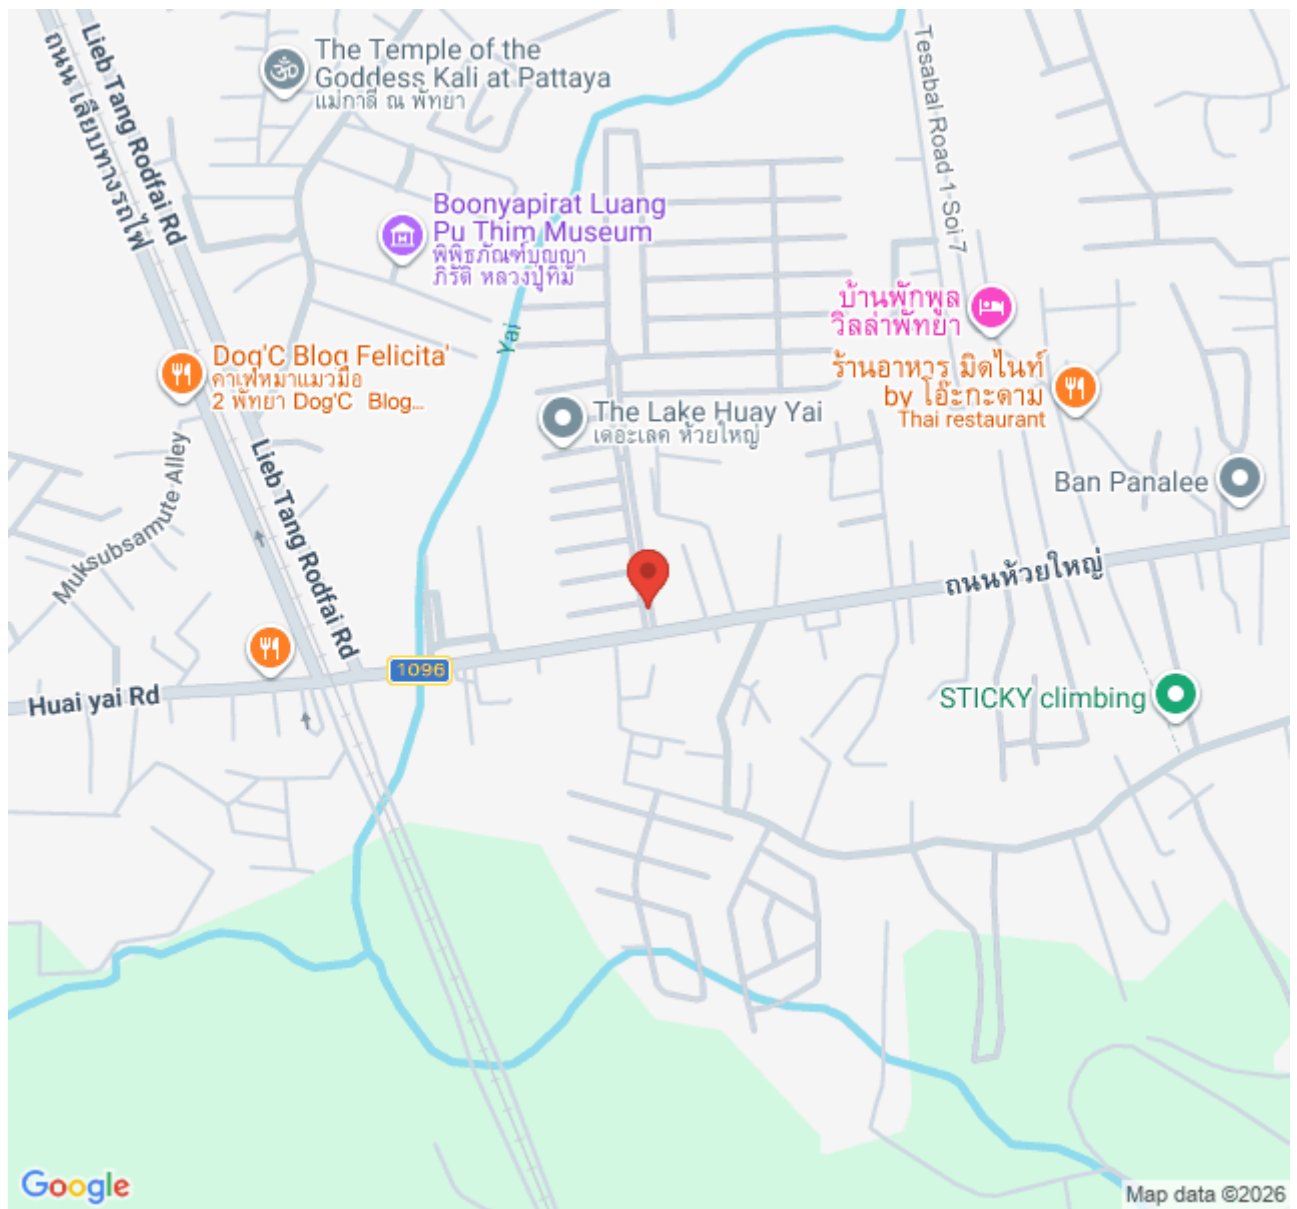 Lieb Tang Rodfai Rd
ถนน เลียบทางรถไฟ
The Temple of the
Goddess Kali at Pattaya
แม่กาลี ณ พัทยา
Tesabal Road 1 Soi 7
Boonyapirat Luang
Pu Thim Museum
พิพิธภัณฑ์บุญญา
ภิรัติ หลวงปู่ทิม
Yai
บ้านพักพูล
วิลล่าพัทยา
Dog'C Blog Felicita'
คาเฟ่หมาแมวมือ
2 พัทยา Dog'C Blog...
ร้านอาหาร มิดไนท์
by โอ๊ะกะดาม
Thai restaurant
The Lake Huay Yai
เดอะเลค ห้วยใหญ่
Muksubsamute Alley
Lieb Tang Rodfai Rd
Ban Panalee
ถนนห้วยใหญ่
1096
Huai yai Rd
STICKY climbing
Google
Map data ©2026